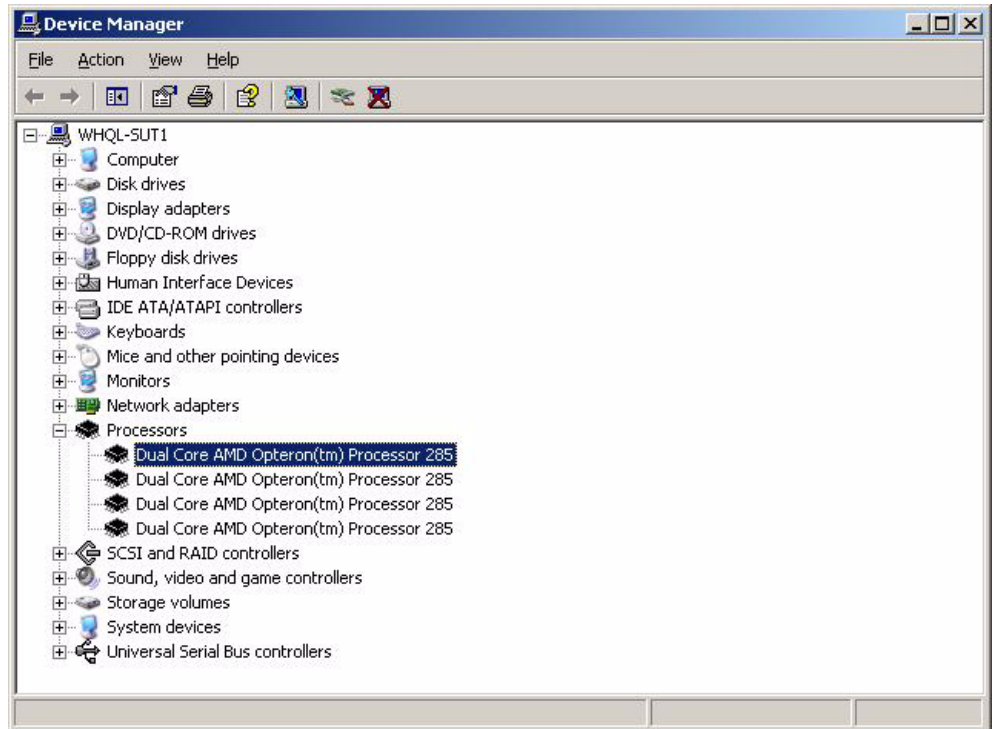 Device Manager
File Action View Help
WHQL-SUT1
Computer
Disk drives
Display adapters
DVD/CD-ROM drives
Floppy disk drives
Human Interface Devices
IDE ATA/ATAPI controllers
Keyboards
Mice and other pointing devices
Monitors
Network adapters
Processors
Dual Core AMD Opteron(tm) Processor 285
Dual Core AMD Opteron(tm) Processor 285
Dual Core AMD Opteron(tm) Processor 285
Dual Core AMD Opteron(tm) Processor 285
SCSI and RAID controllers
Sound, video and game controllers
Storage volumes
System devices
Universal Serial Bus controllers